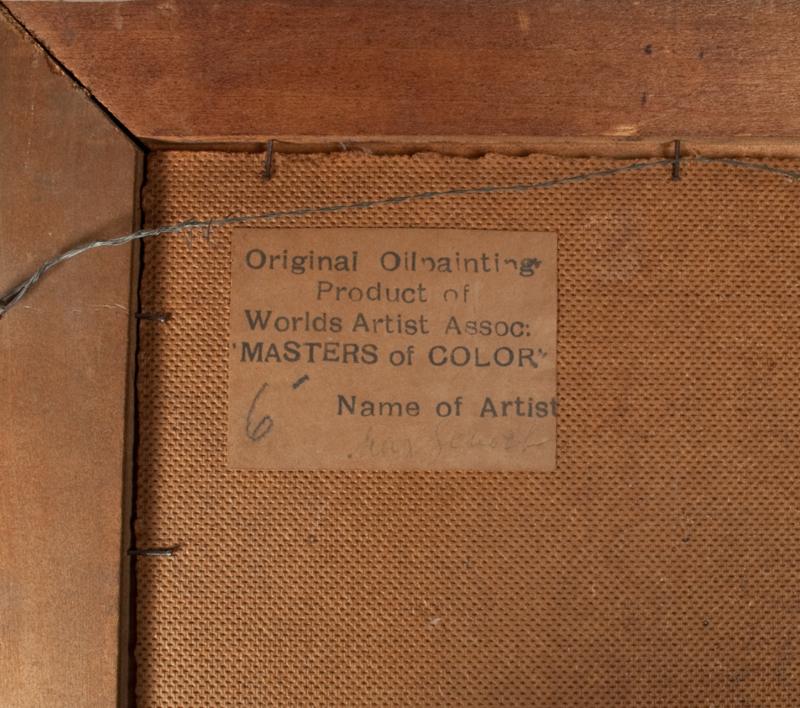 Original Oilpainting
Product of
Worlds Artist Assoc:
"MASTERS of COLOR"
6
Name of Artist